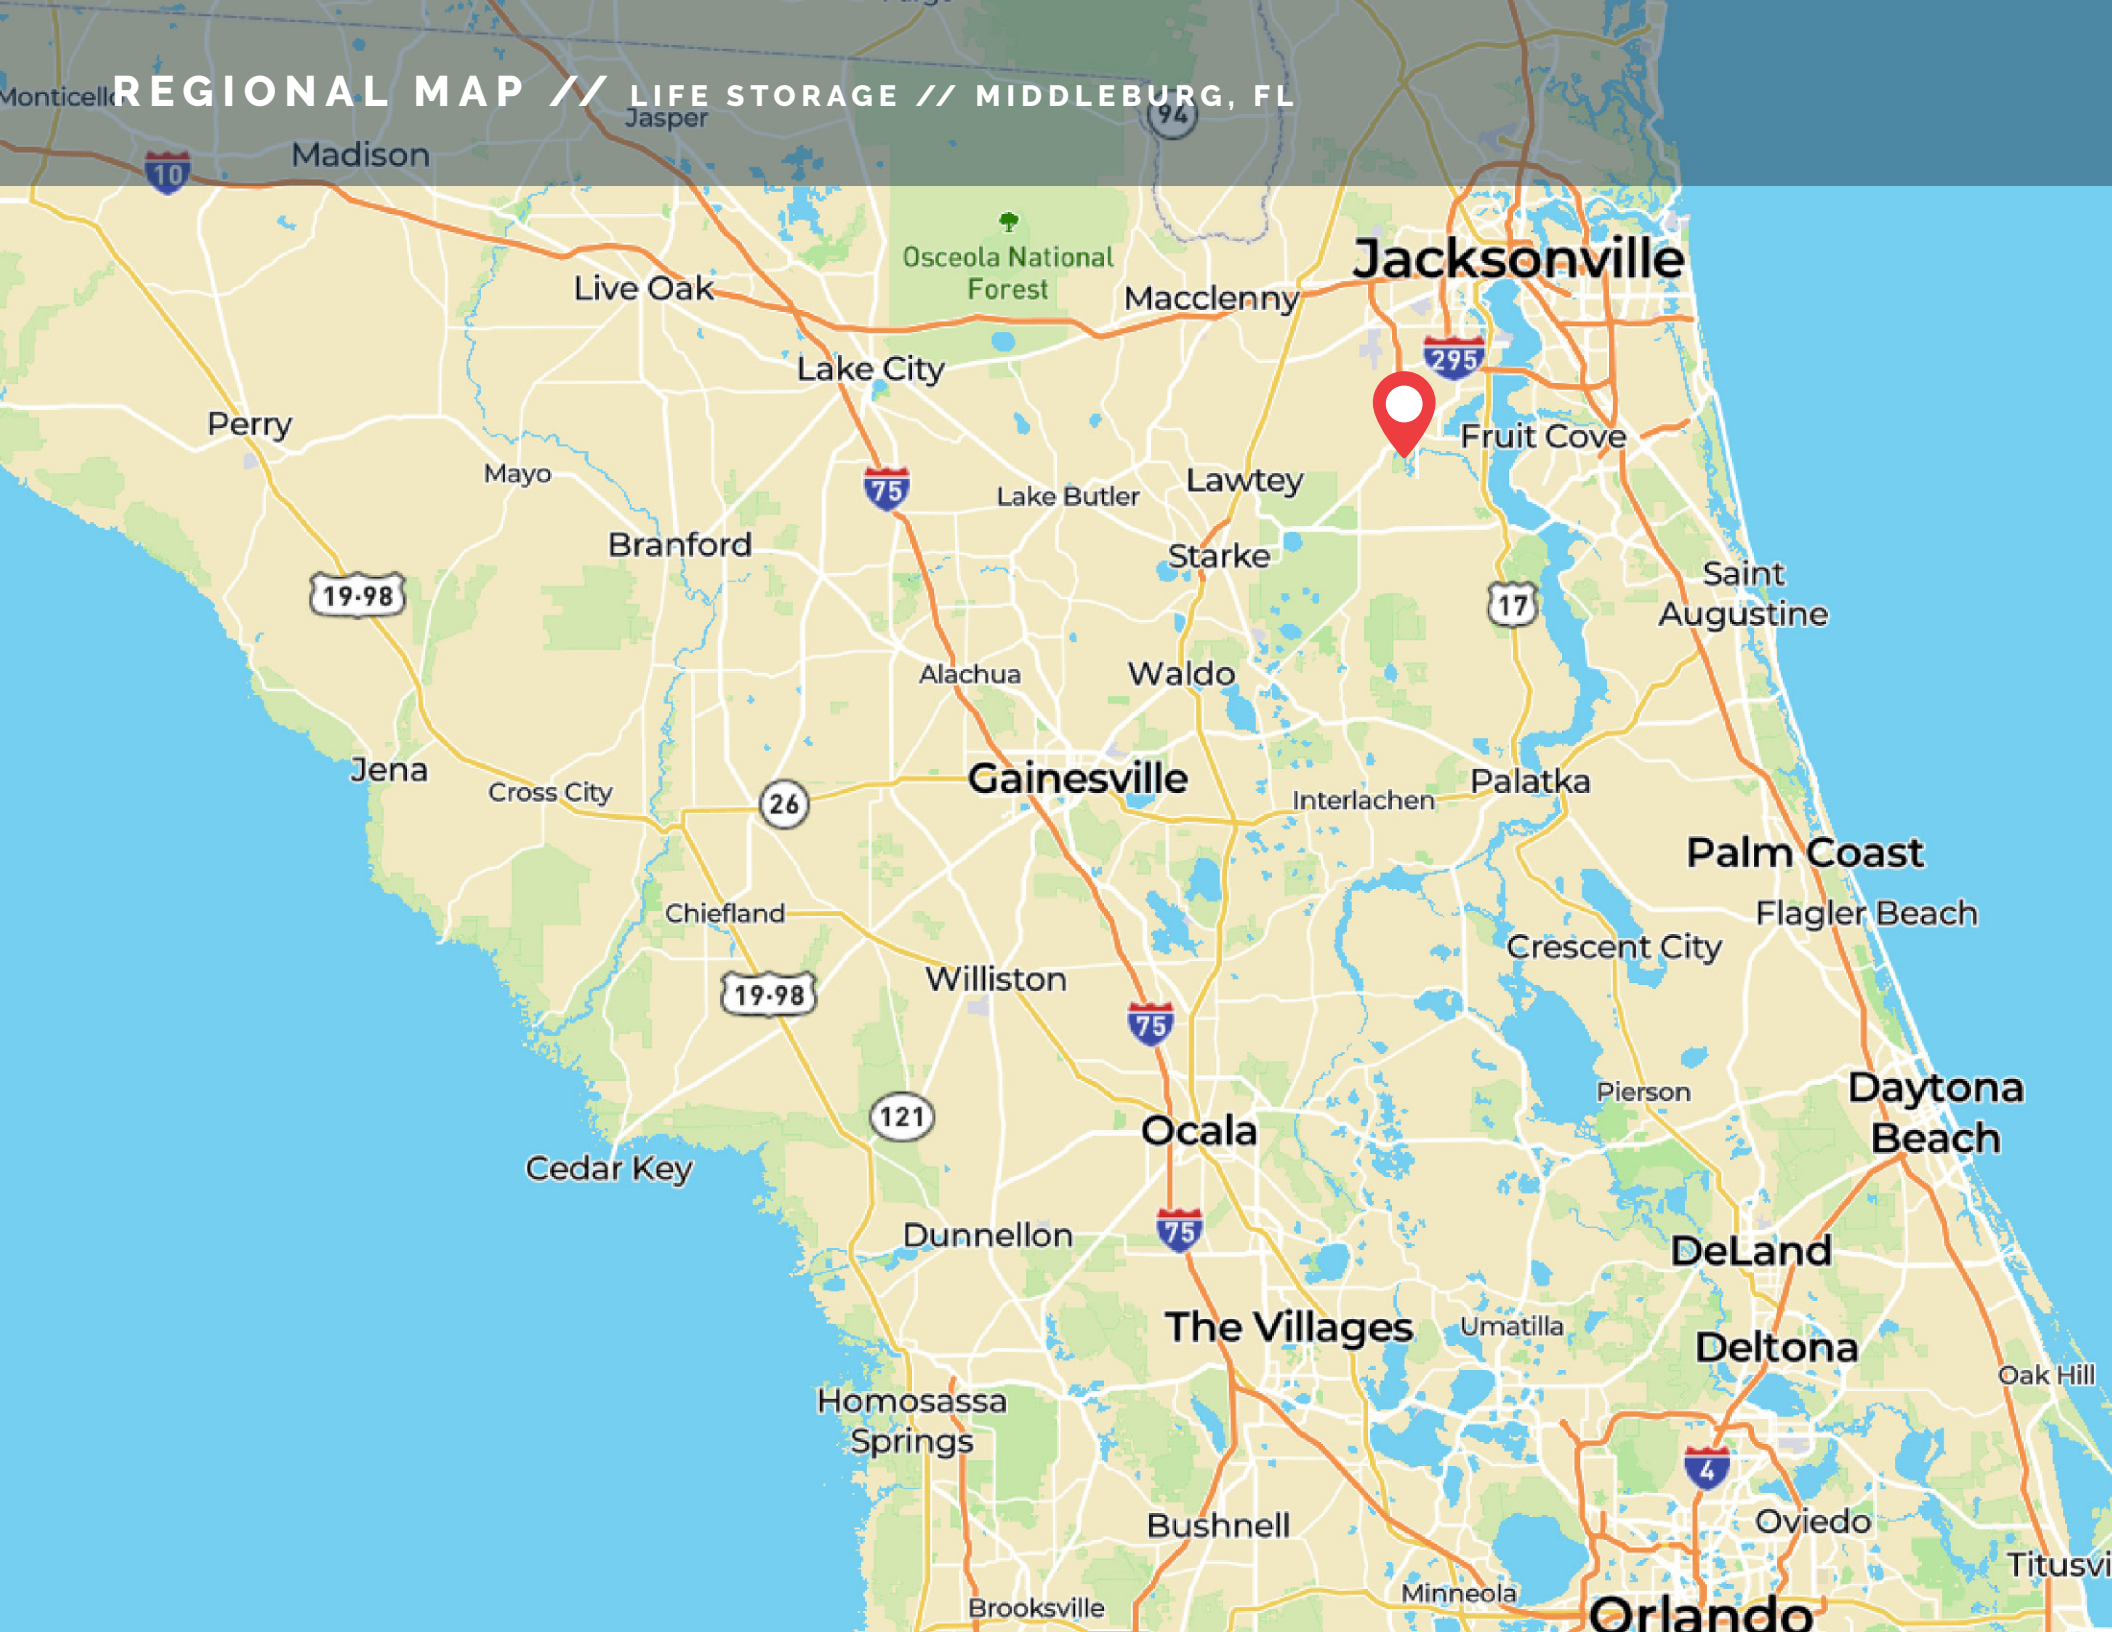 REGIONAL MAP // LIFE STORAGE // MIDDLEBURG, FL
Monticello
Jasper
94
Madison
10
Jacksonville
Osceola National
Forest
Live Oak
Macclenny
295
Lake City
Perry
Fruit Cove
Mayo
75
Lake Butler
Lawtey
Branford
Starke
Saint
Augustine
19-98
17
Alachua
Waldo
Jena
Cross City
26
Gainesville
Interlachen
Palatka
Palm Coast
Chiefland
Flagler Beach
Crescent City
Williston
19-98
75
Pierson
Daytona
Beach
121
Ocala
Cedar Key
Dunnellon
75
DeLand
The Villages
Umatilla
Deltona
Oak Hill
Homosassa
Springs
4
Bushnell
Oviedo
Titusvi
Minneola
Brooksville
Orlando